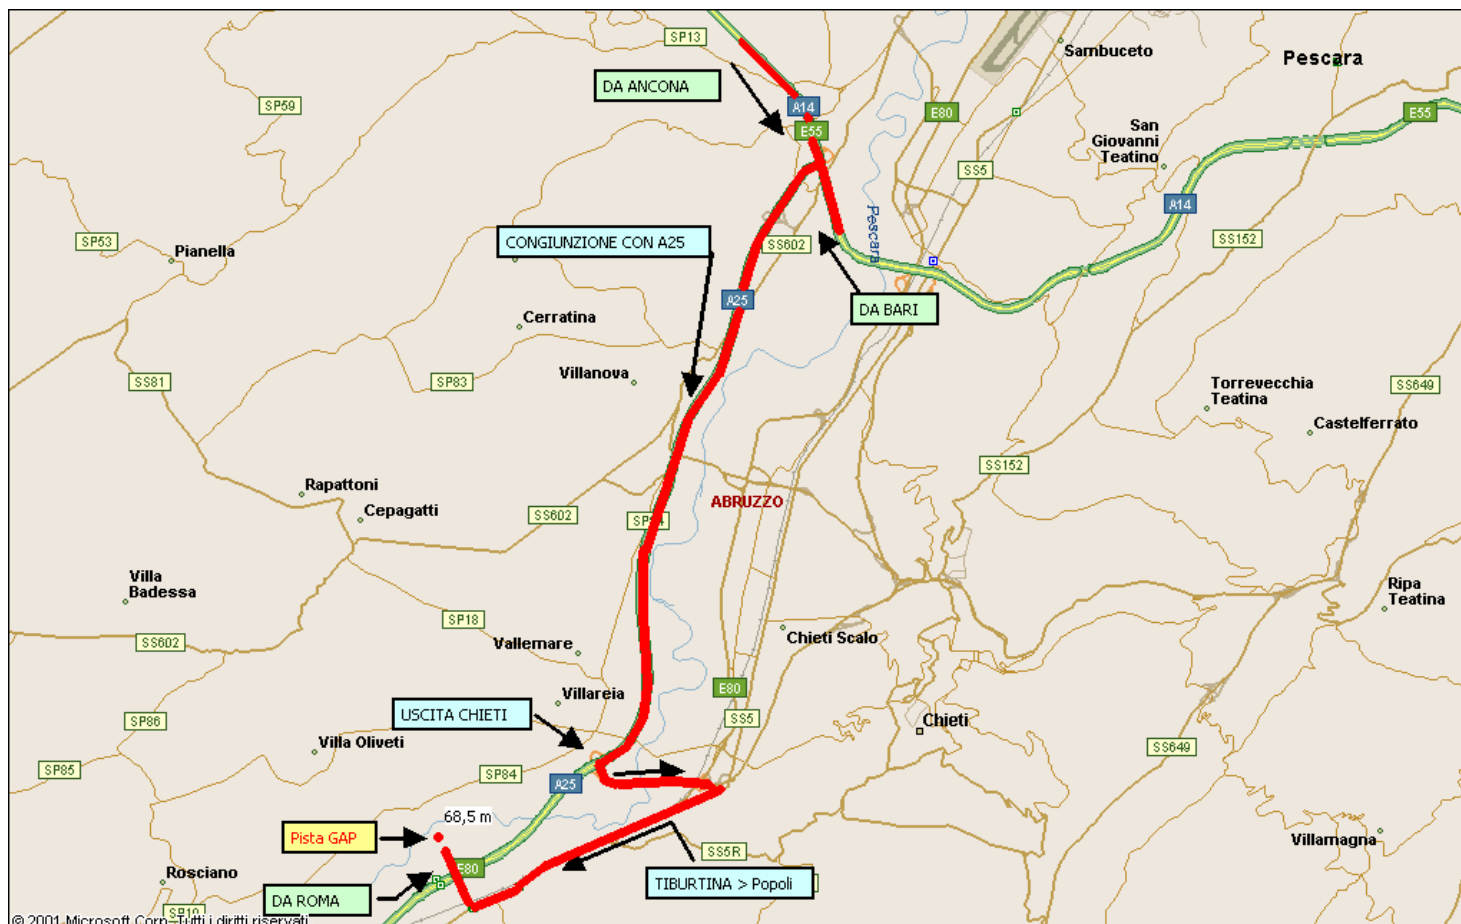 SP13
Sambuceto
Pescara
DA ANCONA
SP59
A14
E55
E80
E55
San
Giovanni
Teatino
SS5
A14
Pescara
SP53
Pianella
CONGIUNZIONE CON A25
SS602
SS152
A25
DA BARI
Cerratina
Villanova
SS81
SP83
Torrevecchia
Teatina
SS649
Castelferrato
SS152
Rapattoni
Cepagatti
SS602
ABRUZZO
Villa
Badessa
Ripa
Teatina
SP18
SS602
Vallemare
Chieti Scalo
Villareia
E80
USCITA CHIETI
SS5
Chieti
SP86
Villa Oliveti
SS649
SP85
SP84
A25
68,5 m
Pista GAP
Villamagna
SS5R
Rosciano
E80
TIBURTINA > Popoli
DA ROMA
SP10
© 2001 Microsoft Corp. Tutti i diritti riservati.